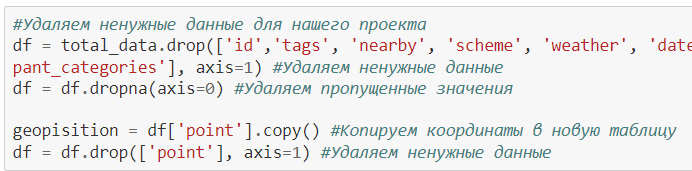 #Удаляем ненужные данные для нашего проекта
df = total_data.drop(['id','tags', 'nearby', 'scheme', 'weather', 'date
pant_categories'], axis=1) #Удаляем ненужные данные
df = df.dropna(axis=0) #Удаляем пропущенные значения
geopisition = df['point'].copy() #Копируем координаты в новую таблицу
df = df.drop(['point'], axis=1) #Удаляем ненужные данные